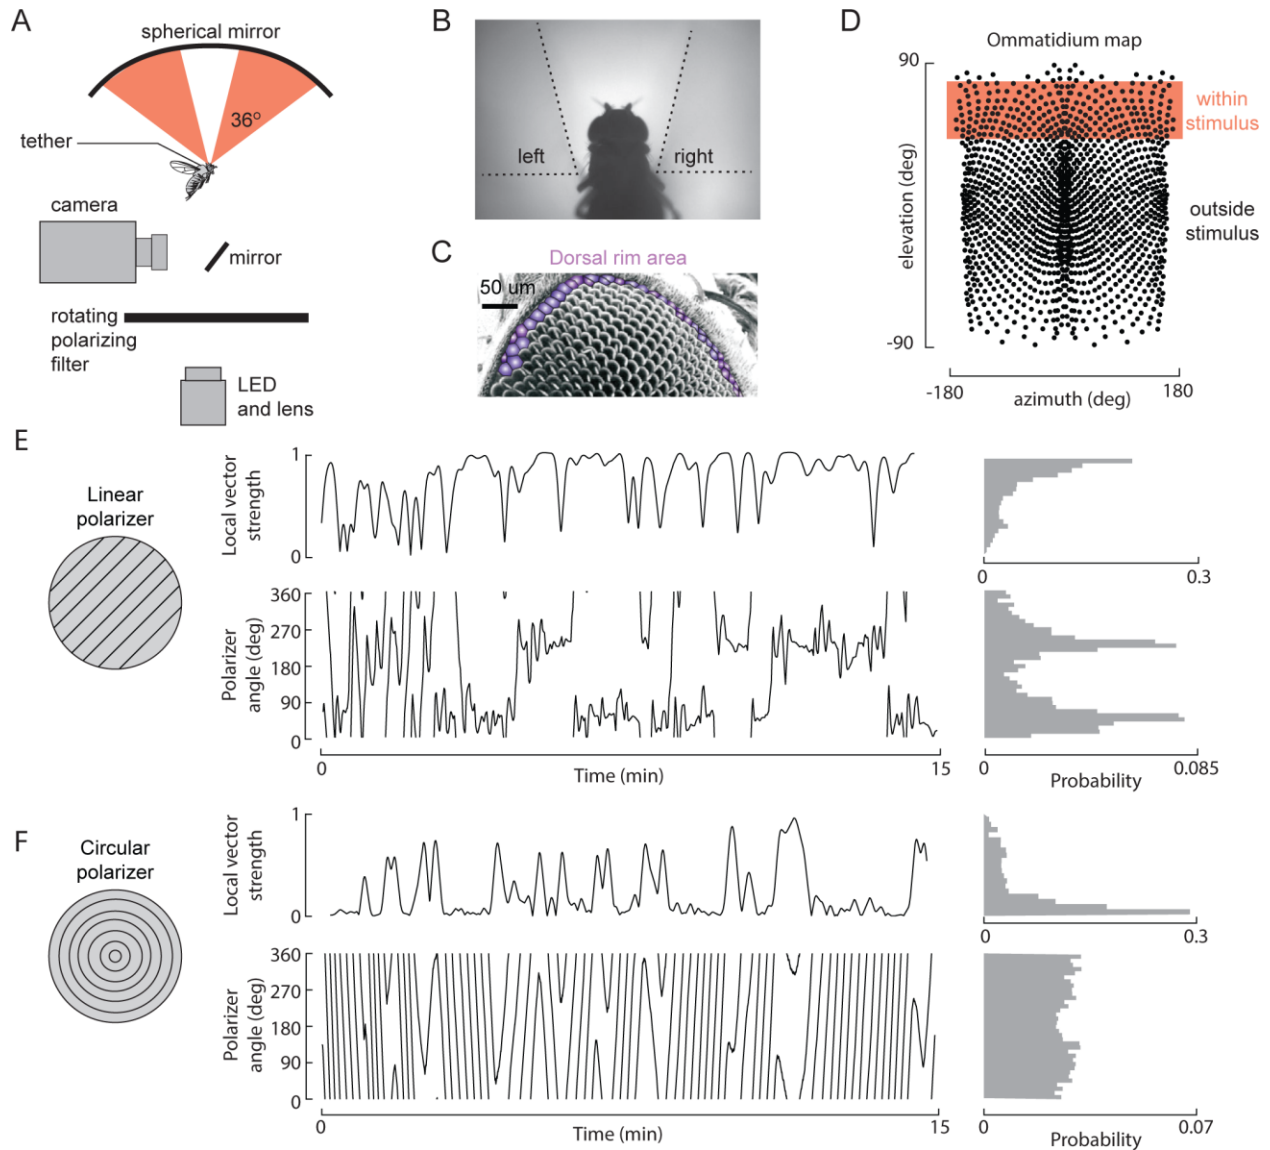 A
spherical mirror
36º
tether
camera
mirror
rotating
polarizing
filter
LED
and lens
B
left
right
C
Dorsal rim area
50 um
D
Ommatidium map
90
elevation (deg)
-90
within
stimulus
outside
stimulus
-180
azimuth (deg)
180
E
Linear
polarizer
Local vector
strength
1
0
0
0.3
Polarizer
angle (deg)
360
270
180
90
0
0
Time (min)
15
0
Probability
0.085
F
Circular
polarizer
Local vector
strength
1
0
0
0.3
Polarizer
angle (deg)
360
270
180
90
0
0
Time (min)
15
0
Probability
0.07